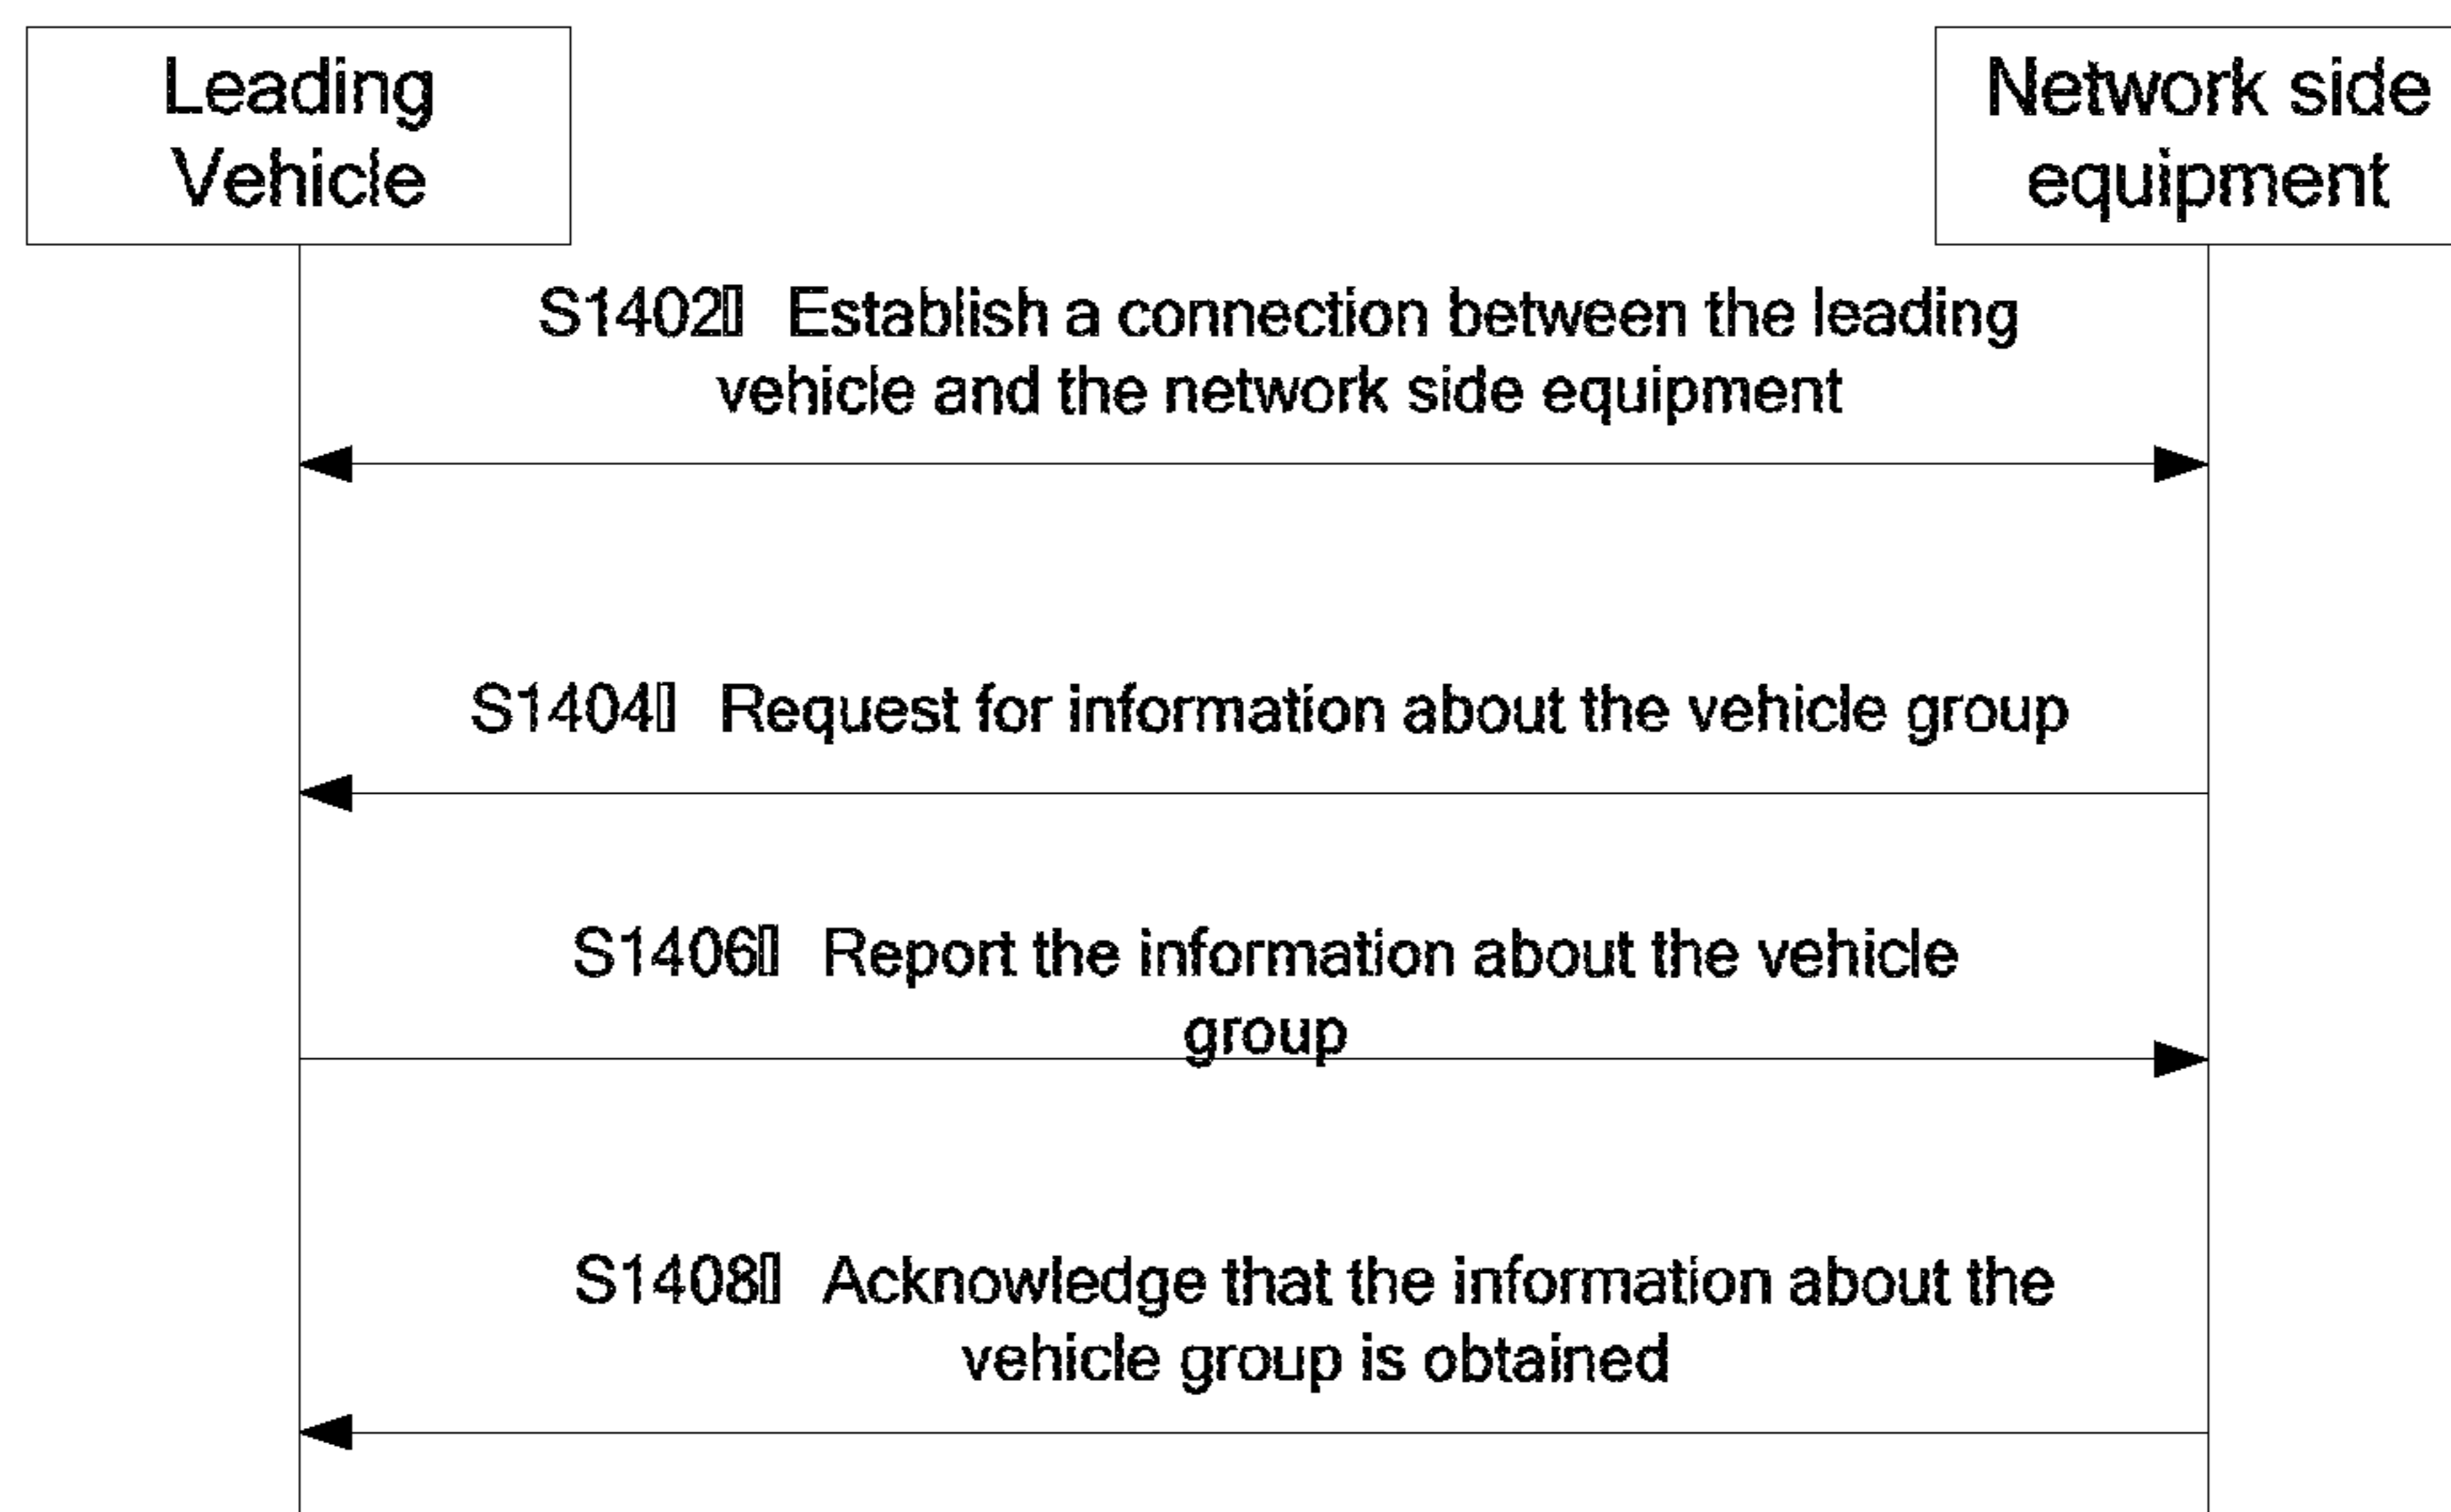 Leading
Vehicle
Network side
equipment
S1402▯ Establish a connection between the leading
vehicle and the network side equipment
S1404▯ Request for information about the vehicle group
S1406▯ Report the information about the vehicle
group
S1408▯ Acknowledge that the information about the
vehicle group is obtained